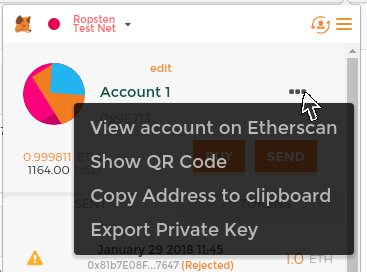 Ropsten
Test Net
edit
Account 1
View account on Etherscan
0.999811
1164.00 USD
BUY
SEND
Show QR Code
Copy Address to clipboard
SENT
TOKENS
Export Private Key
January 29 2018 11:45
0x81b7E08F...7647 (Rejected)
1.0 ETH